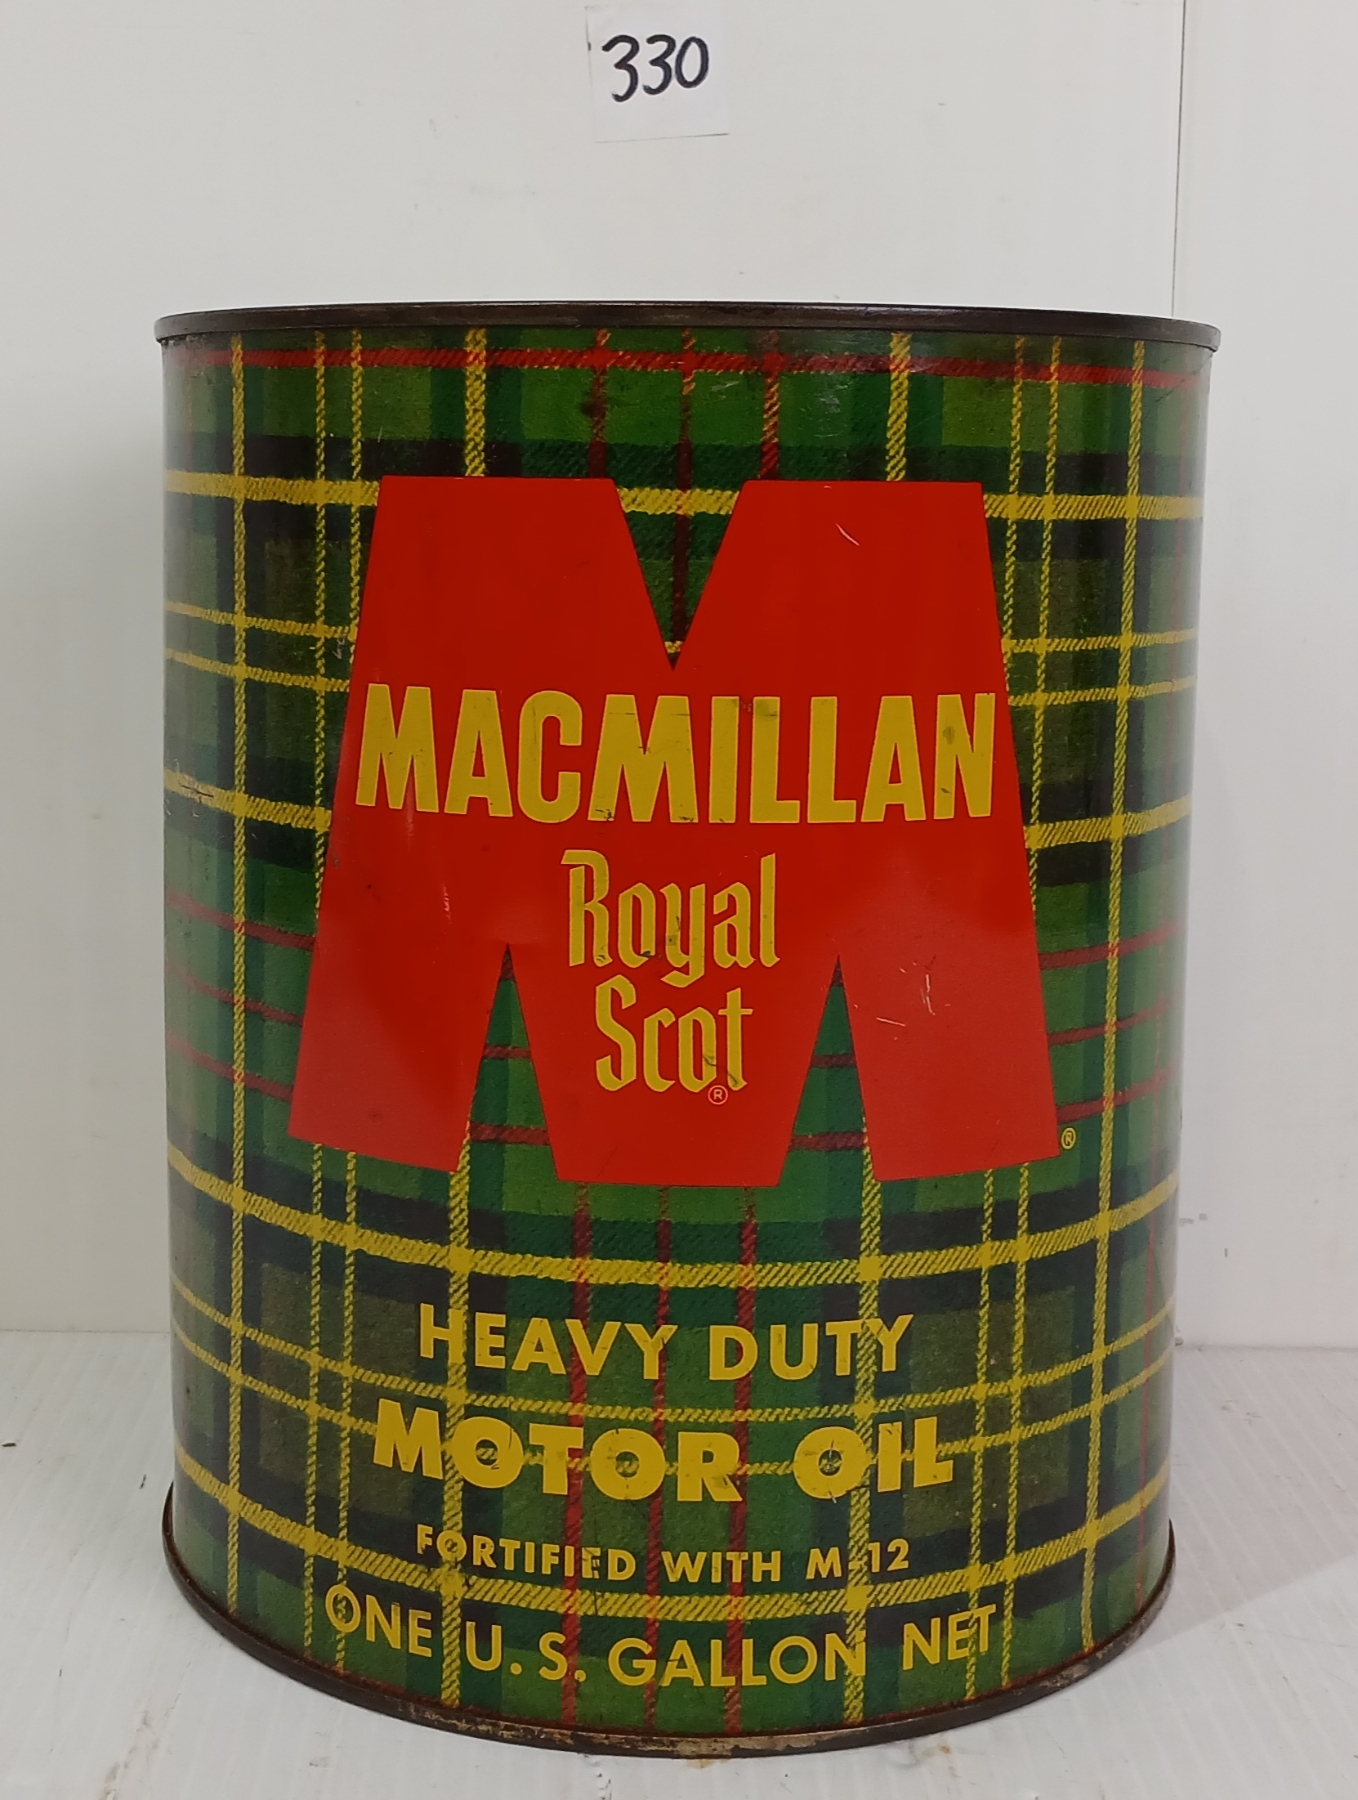 330
MACMILLAN
Royal
Scot
®
®
HEAVY DUTY
MOTOR OIL
FORTIFIED WITH M-12
ONE U.S. GALLON NET